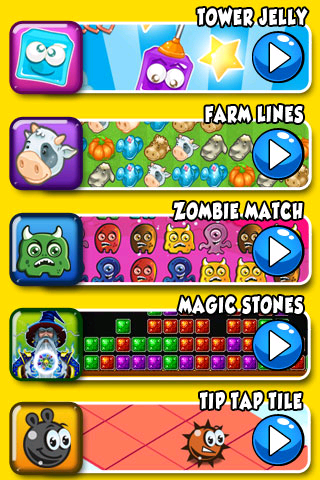 TOWER JELLY
FARM LINES
ZOMBIE MATCH
MAGIC STONES
TIP TAP TILE